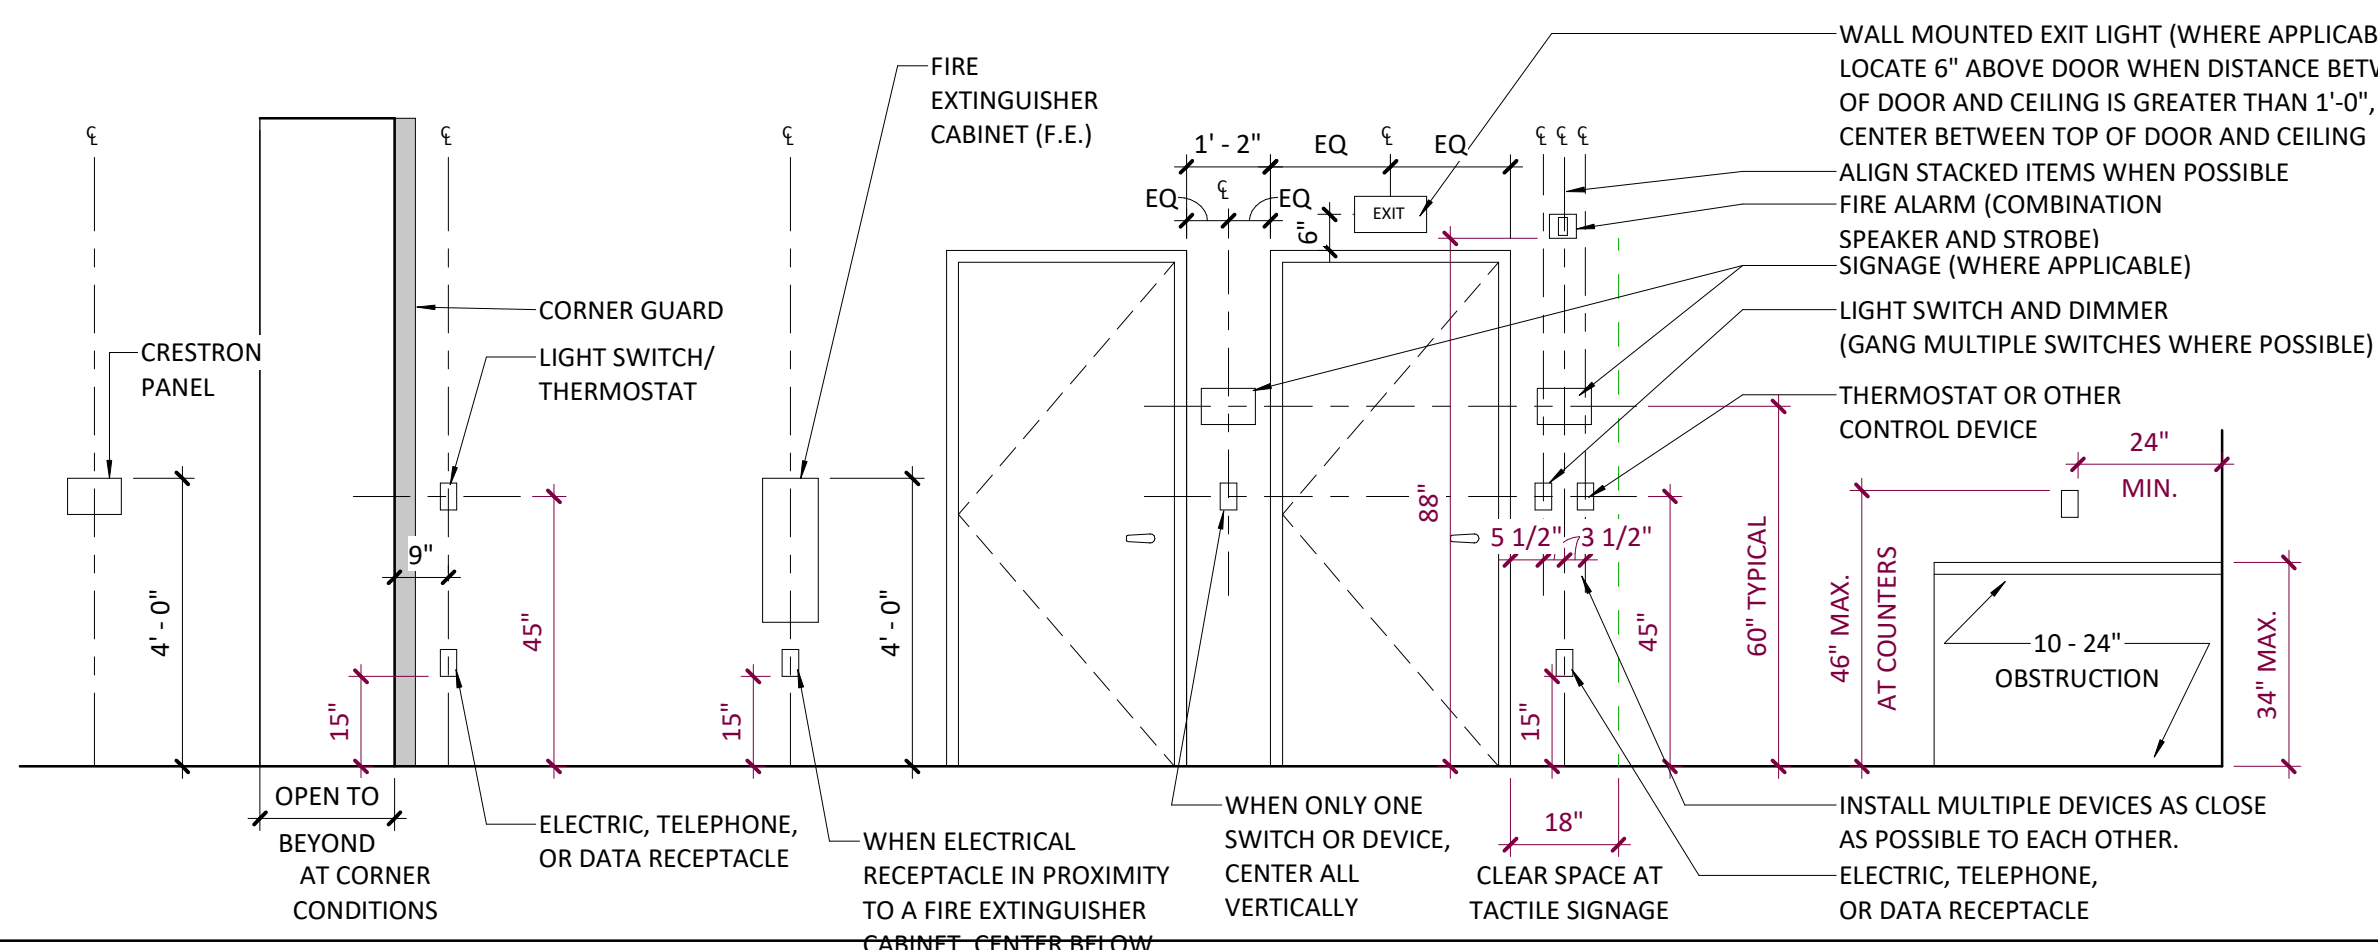 WALL MOUNTED EXIT LIGHT (WHERE
LOCATE 6" ABOVE DOOR WHEN DISTANCE
OF DOOR AND CEILING IS GREATER THAN 1'-0",
CENTER BETWEEN TOP OF DOOR AND CEILING
ALIGN STACKED ITEMS WHEN POSSIBLE
FIRE ALARM (COMBINATION
SPEAKER AND STROBE)
SIGNAGE (WHERE APPLICABLE)
LIGHT SWITCH AND DIMMER
(GANG MULTIPLE SWITCHES WHERE POSSIBLE)
THERMOSTAT OR OTHER
CONTROL DEVICE
FIRE
EXTINGUISHER
CABINET (F.E.)
℄
℄
℄
1' - 2"
EQ
℄
EQ
℄ ℄ ℄
EQ
℄
EQ
6"
EXIT
CORNER GUARD
LIGHT SWITCH/
THERMOSTAT
CRESTRON
PANEL
4' - 0"
9"
15"
45"
15"
4' - 0"
88"
5 1/2"
3 1/2"
15"
45"
60" TYPICAL
46" MAX.
AT COUNTERS
24"
MIN.
10 - 24"
OBSTRUCTION
34" MAX.
OPEN TO
BEYOND
AT CORNER
CONDITIONS
ELECTRIC, TELEPHONE,
OR DATA RECEPTACLE
WHEN ELECTRICAL
RECEPTACLE IN PROXIMITY
TO A FIRE EXTINGUISHER
CABINET, CENTER BELOW
WHEN ONLY ONE
SWITCH OR DEVICE,
CENTER ALL
VERTICALLY
18"
CLEAR SPACE AT
TACTILE SIGNAGE
INSTALL MULTIPLE DEVICES AS CLOSE
AS POSSIBLE TO EACH OTHER.
ELECTRIC, TELEPHONE,
OR DATA RECEPTACLE